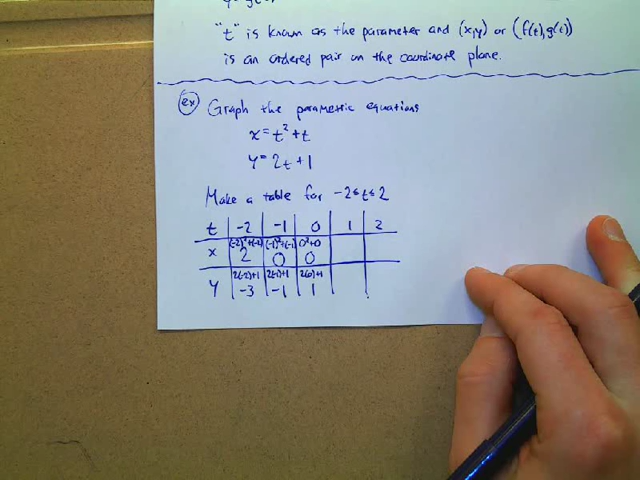 "t" is known as the parameter and (x,y) or (f(t),g(t))
is an ordered pair on the coordinate plane.
ex Graph the parametric equations
x=t²+t
y=2t+1
Make a table for -2≤t≤2
t -2 -1 0 1 2
x (-2)²+(-2) (-1)²+(-1) 0²+0
2 0 0
y 2(-2)+1 2(-1)+1 2(0)+1
-3 -1 1